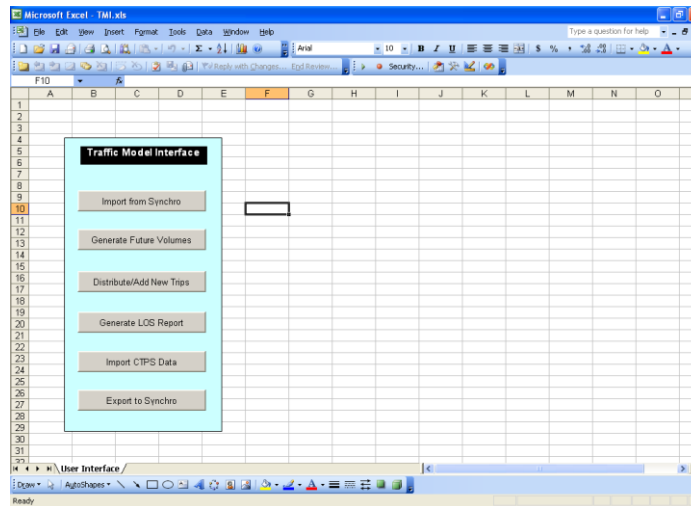 Microsoft Excel - TMI.xls
File Edit View Insert Format Tools Data Window Help Type a question for help
Arial 10 B I U $ % ,
Reply with Changes... End Review... Security...
F10 fx
A B C D E F G H I J K L M N O
1
2
3
4
5 Traffic Model Interface
6
7
8
9 Import from Synchro
10
11
12
13 Generate Future Volumes
14
15
16 Distribute/Add New Trips
17
18
19
20 Generate LOS Report
21
22
23 Import CTPS Data
24
25
26 Export to Synchro
27
28
29
30
31
32
User Interface
Draw AutoShapes
Ready